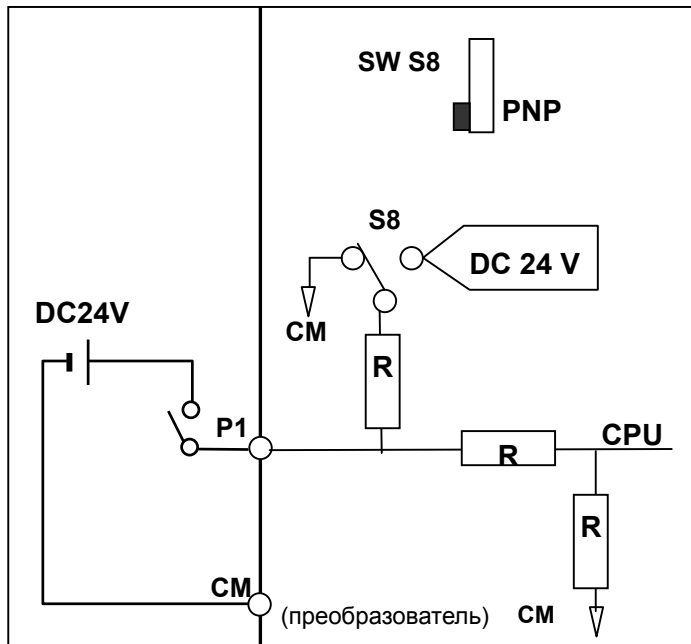 SW S8
PNP
S8
DC 24 V
DC24V
CM
R
P1
CPU
R
R
CM
(преобразователь)
CM